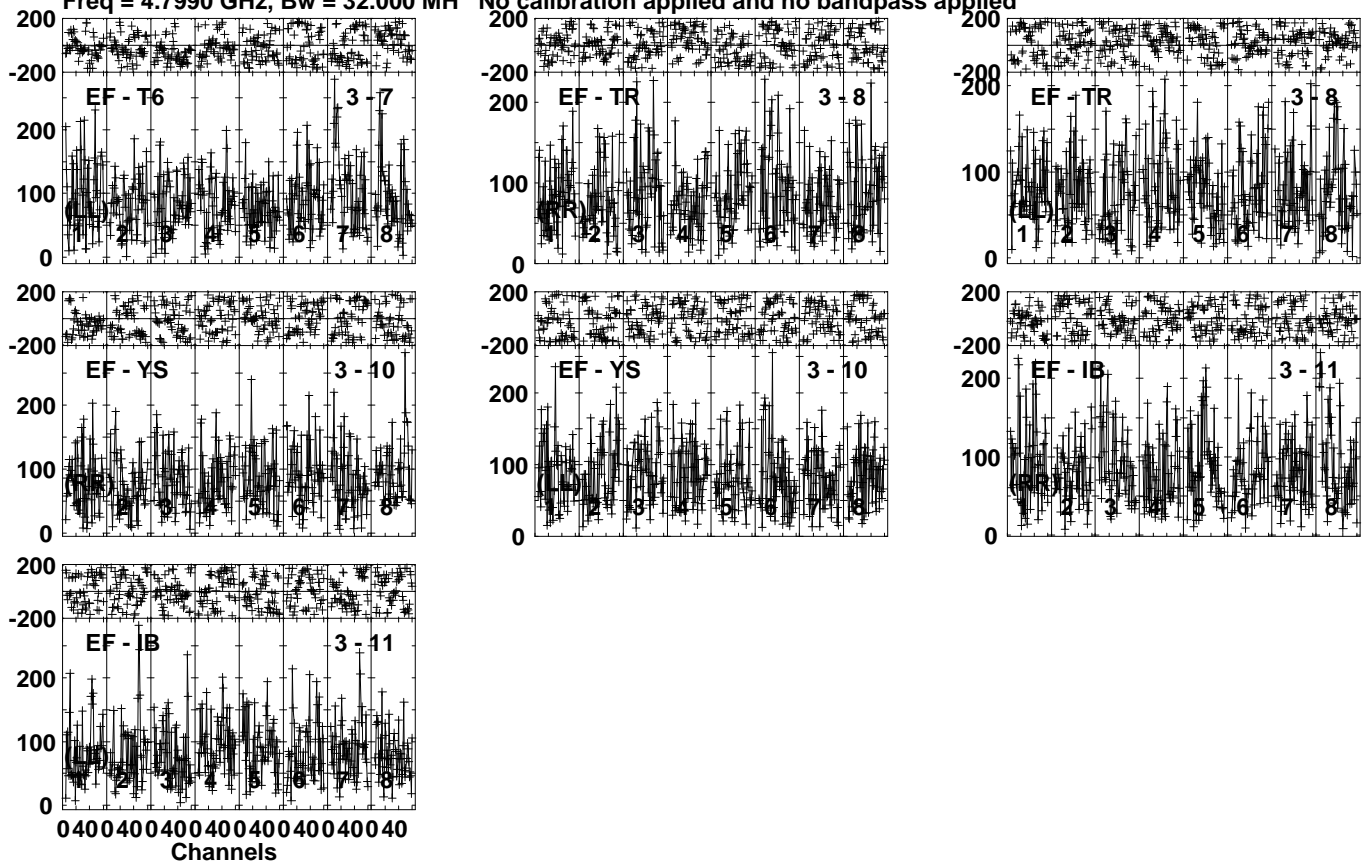 Freq = 4.7990 GHz, Bw = 32.000 MH No calibration applied and no bandpass applied
200
-200
EF - T6 3 - 7
200
100
(LL)
1 2 3 4 5 6 7 8
0
200
-200
EF - TR 3 - 8
200
100
(RR)
1 2 3 4 5 6 7 8
0
200
-200
EF - TR 3 - 8
200
100
(LL)
1 2 3 4 5 6 7 8
0
200
-200
EF - YS 3 - 10
200
100
(RR)
1 2 3 4 5 6 7 8
0
200
-200
EF - YS 3 - 10
200
100
(LL)
1 2 3 4 5 6 7 8
0
200
-200
EF - IB 3 - 11
200
100
(RR)
1 2 3 4 5 6 7 8
0
200
-200
EF - IB 3 - 11
200
100
(LL)
1 2 3 4 5 6 7 8
0
0 40 0 40 0 40 0 40 0 40 0 40 0 40 0 40
Channels